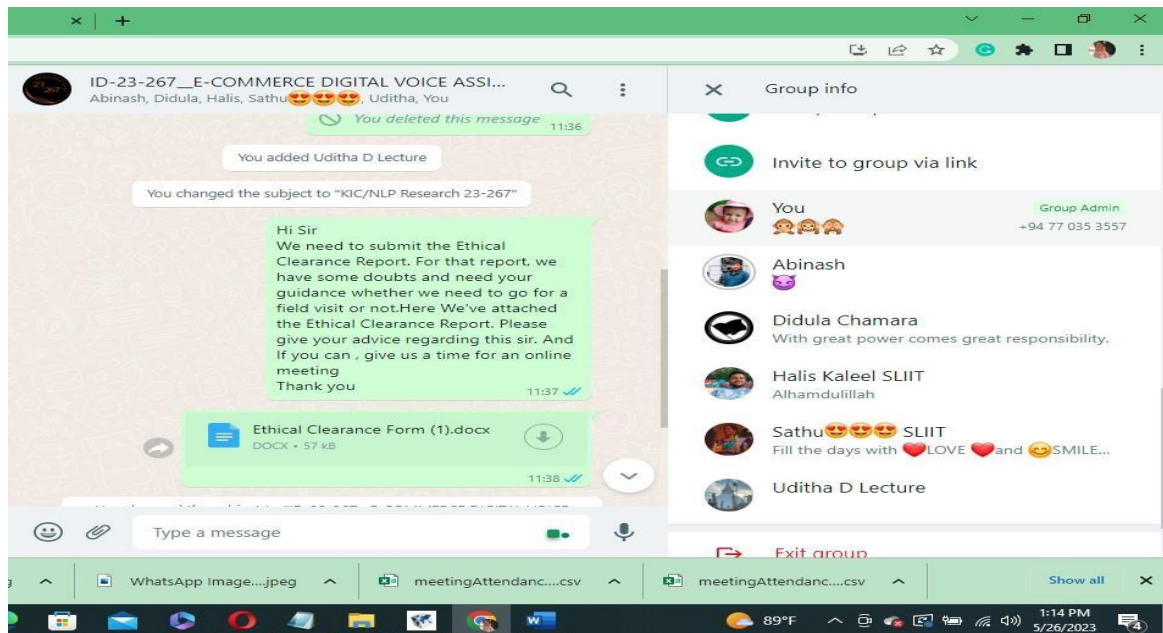 ID-23-267__E-COMMERCE DIGITAL VOICE ASSI...
Abinash, Didula, Halis, Sathu😍😍😍, Uditha, You
You deleted this message 11:36
You added Uditha D Lecture
You changed the subject to "KIC/NLP Research 23-267"
Hi Sir
We need to submit the Ethical
Clearance Report. For that report, we
have some doubts and need your
guidance whether we need to go for a
field visit or not.Here We've attached
the Ethical Clearance Report. Please
give your advice regarding this sir. And
If you can , give us a time for an online
meeting
Thank you
11:37
Ethical Clearance Form (1).docx
DOCX • 57 kB
11:38
Type a message
Group info
Invite to group via link
You
Group Admin
🙊🙉🙈
+94 77 035 3557
Abinash
😈
Didula Chamara
With great power comes great responsibility.
Halis Kaleel SLIIT
Alhamdulillah
Sathu😍😍😍 SLIIT
Fill the days with ❤️LOVE ❤️and 😊SMILE...
Uditha D Lecture
Exit group
WhatsApp Image....jpeg
meetingAttendanc....csv
meetingAttendanc....csv
Show all
89°F
1:14 PM
5/26/2023
4